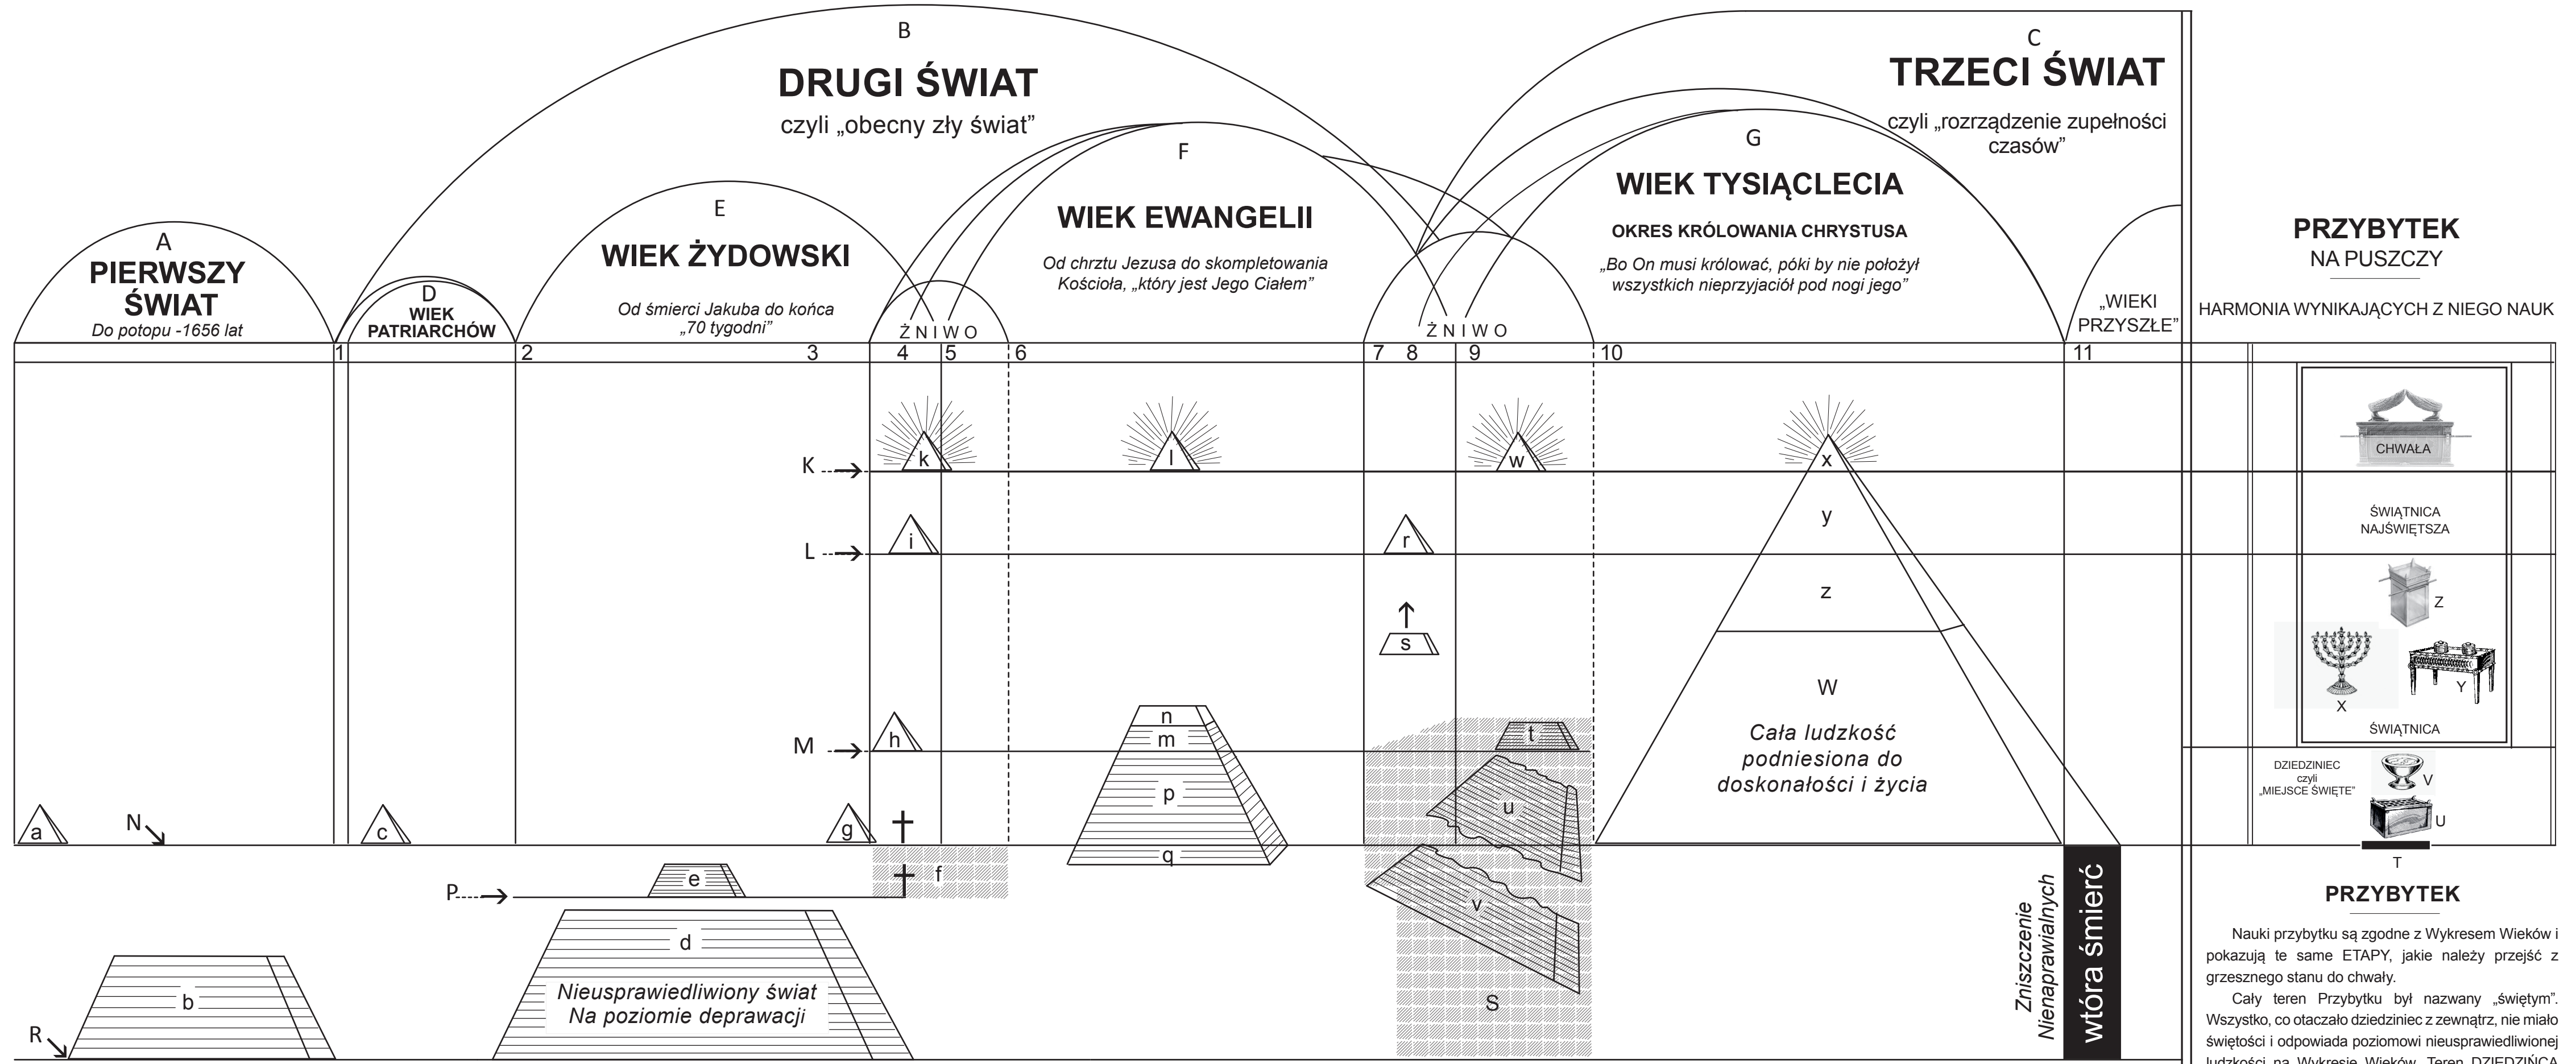 B
DRUGI ŚWIAT
czyli „obecny zły świat”
C
TRZECI ŚWIAT
czyli „rozrządzenie zupełności
czasów”
A
PIERWSZY
ŚWIAT
Do potopu -1656 lat
D
WIEK
PATRIARCHÓW
E
WIEK ŻYDOWSKI
Od śmierci Jakuba do końca
„70 tygodni”
ŻNIWO
F
WIEK EWANGELII
Od chrztu Jezusa do skompletowania
Kościoła, „który jest Jego Ciałem”
ŻNIWO
G
WIEK TYSIĄCLECIA
OKRES KRÓLOWANIA CHRYSTUSA
„Bo On musi królować, póki by nie położył
wszystkich nieprzyjaciół pod nogi jego”
„WIEKI
PRZYSZŁE”
PRZYBYTEK
NA PUSZCZY
HARMONIA WYNIKAJĄCYCH Z NIEGO NAUK
1 2 3 4 5 6 7 8 9 10 11
K k l w x
CHWAŁA
y
ŚWIĄTNICA
NAJŚWIĘTSZA
L i r
z
Z
s
X
Y
W
ŚWIĄTNICA
M h n
m
t
Cała ludzkość
podniesiona do
doskonałości i życia
DZIEDZINIEC
czyli
„MIEJSCE ŚWIĘTE”
V
p
u
U
a N c g
q
T
P e f
v
d
Nieusprawiedliwiony świat
Na poziomie deprawacji
b
S
R
Zniszczenie
Nienaprawialnych
wtóra śmierć
PRZYBYTEK
Nauki przybytku są zgodne z Wykresem Wieków i
pokazują te same ETAPY, jakie należy przejść z
grzesznego stanu do chwały.
Cały teren Przybytku był nazwany „świętym”.
Wszystko, co otaczało dziedziniec z zewnątrz, nie miało
świętości i odpowiada poziomowi nieusprawiedliwionej
ludzkości na Wykresie Wieków. Teren DZIEDZIŃCA